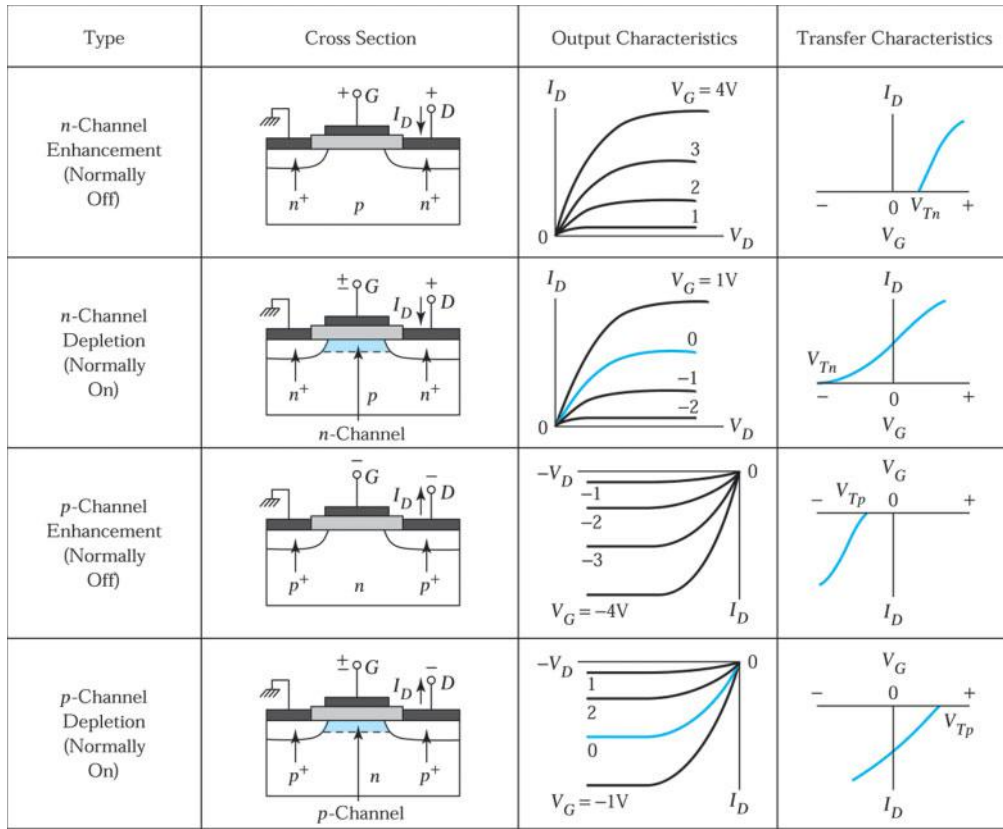 Type
Cross Section
Output Characteristics
Transfer Characteristics
n-Channel
Enhancement
(Normally
Off)
+ G
I_D
+
D
n⁺
p
n⁺
I_D
V_G = 4V
3
2
1
0
V_D
I_D
− 0 V_Tn +
V_G
n-Channel
Depletion
(Normally
On)
± G
I_D
+
D
n⁺
p
n⁺
n-Channel
I_D
V_G = 1V
0
−1
−2
0
V_D
I_D
V_Tn
− 0 +
V_G
p-Channel
Enhancement
(Normally
Off)
−
G
I_D
−
D
p⁺
n
p⁺
−V_D
0
−1
−2
−3
V_G = −4V
I_D
V_G
− V_Tp 0 +
I_D
p-Channel
Depletion
(Normally
On)
± G
I_D
−
D
p⁺
n
p⁺
p-Channel
−V_D
0
1
2
0
V_G = −1V
I_D
V_G
− 0 +
V_Tp
I_D